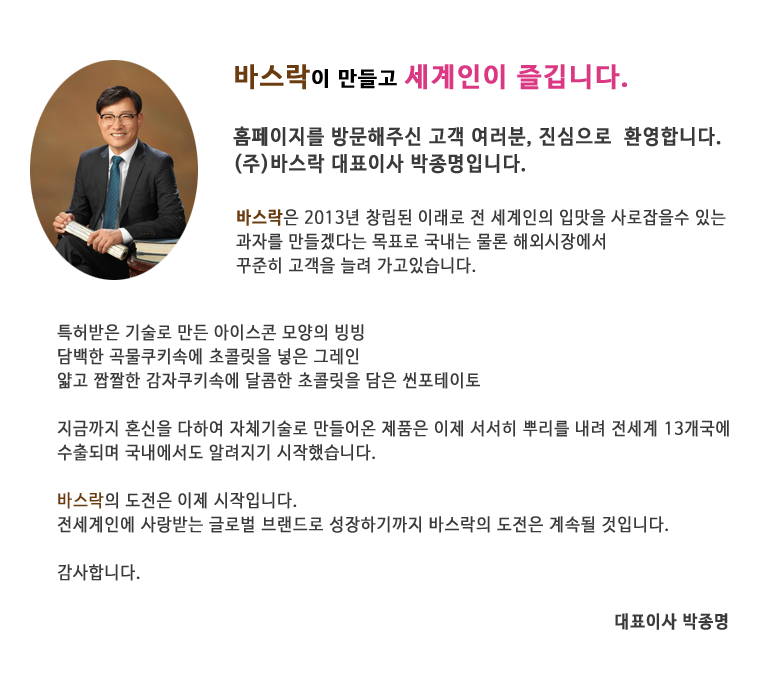 바스락이 만들고 세계인이 즐깁니다.
홈페이지를 방문해주신 고객 여러분, 진심으로 환영합니다.
(주)바스락 대표이사 박종명입니다.
바스락은 2013년 창립된 이래로 전 세계인의 입맛을 사로잡을수 있는
과자를 만들겠다는 목표로 국내는 물론 해외시장에서
꾸준히 고객을 늘려 가고있습니다.
특허받은 기술로 만든 아이스콘 모양의 빙빙
담백한 곡물쿠키속에 초콜릿을 넣은 그레인
얇고 짭짤한 감자쿠키속에 달콤한 초콜릿을 담은 씬포테이토
지금까지 혼신을 다하여 자체기술로 만들어온 제품은 이제 서서히 뿌리를 내려 전세계 13개국에
수출되며 국내에서도 알려지기 시작했습니다.
바스락의 도전은 이제 시작입니다.
전세계인에 사랑받는 글로벌 브랜드로 성장하기까지 바스락의 도전은 계속될 것입니다.
감사합니다.
대표이사 박종명